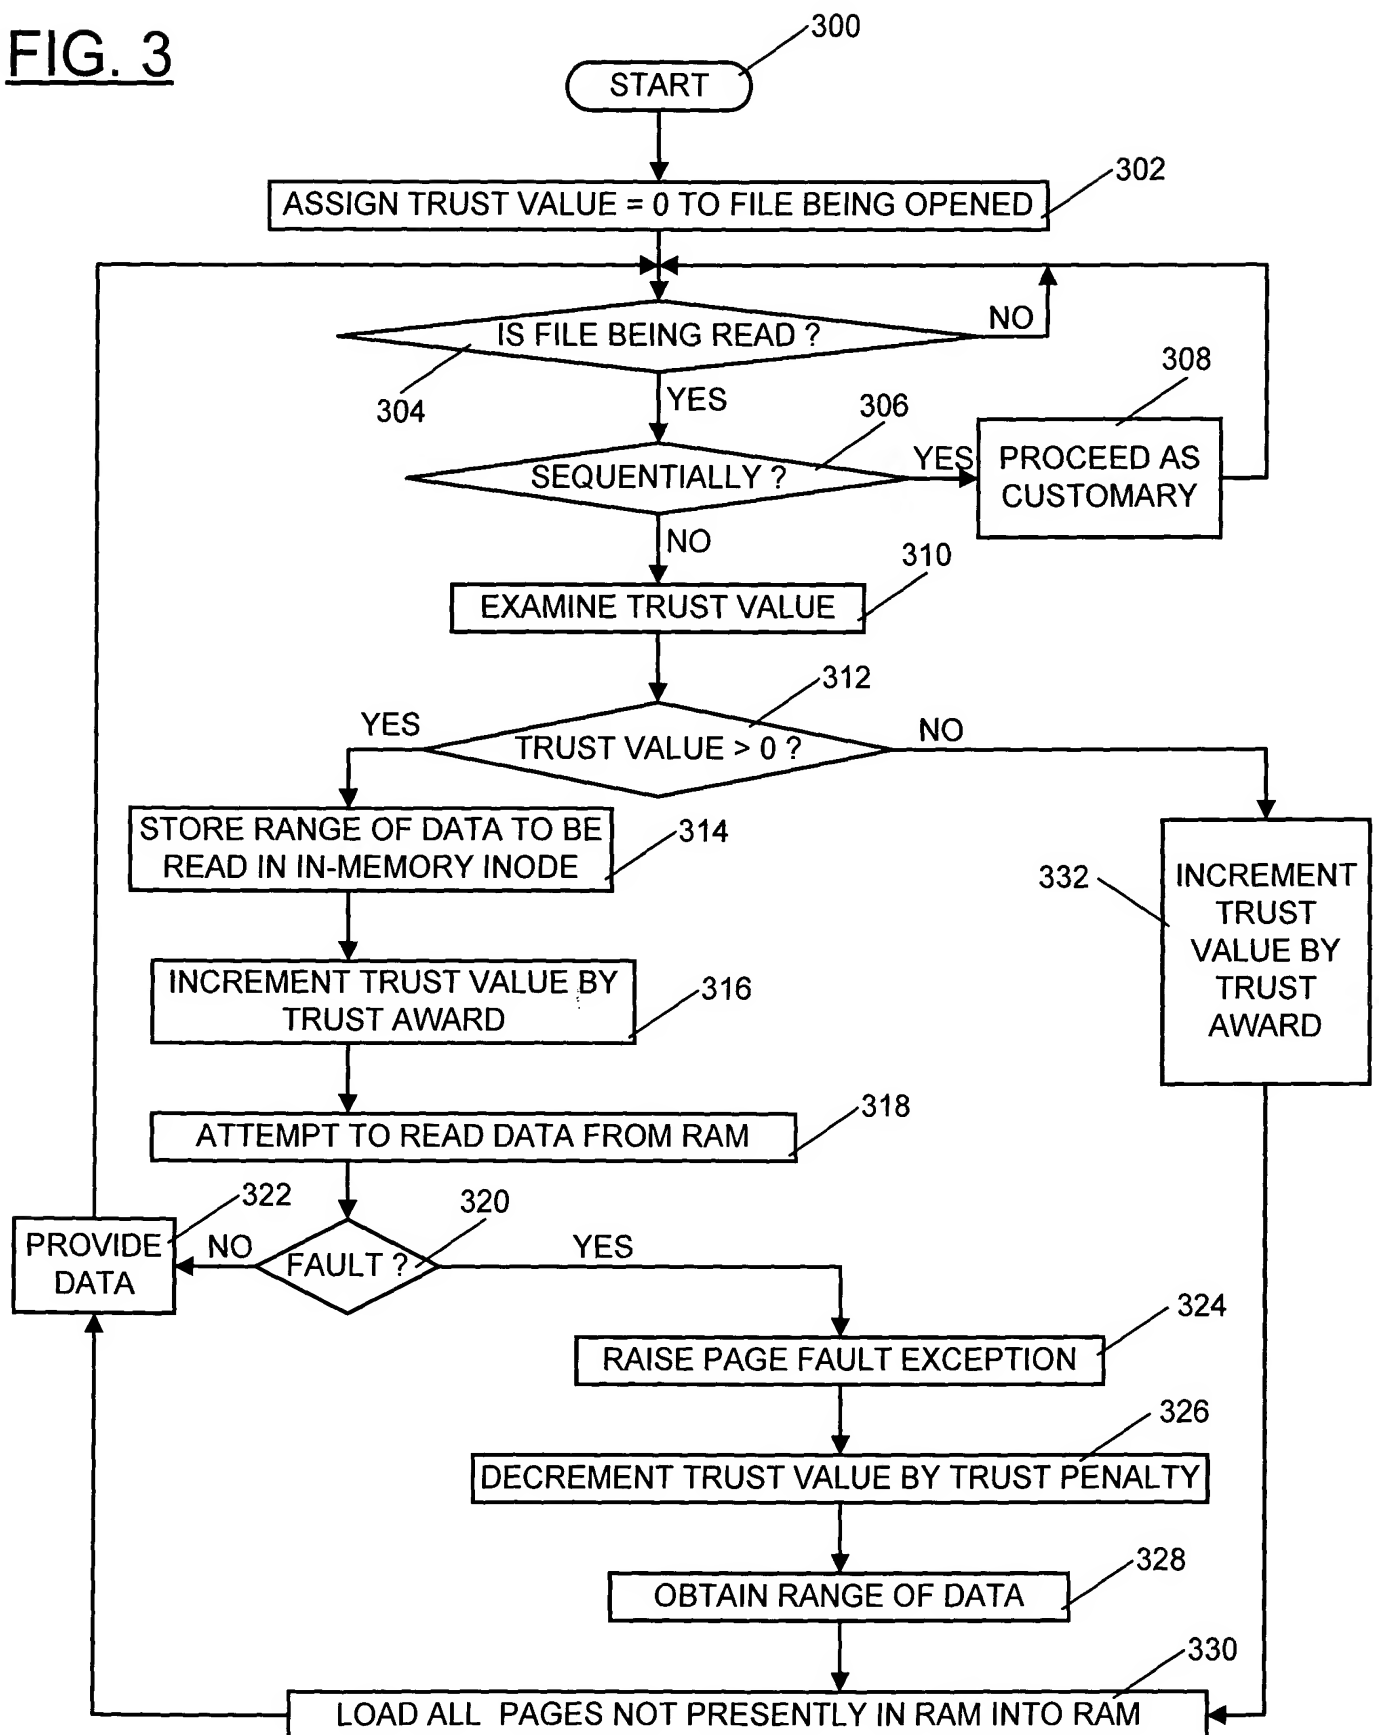 FIG. 3
300
START
302
ASSIGN TRUST VALUE = 0 TO FILE BEING OPENED
IS FILE BEING READ ?
NO
304
YES
306
308
SEQUENTIALLY ?
YES
PROCEED AS
CUSTOMARY
NO
310
EXAMINE TRUST VALUE
312
YES
TRUST VALUE > 0 ?
NO
STORE RANGE OF DATA TO BE
READ IN IN-MEMORY INODE
314
332
INCREMENT
TRUST
VALUE BY
TRUST
AWARD
INCREMENT TRUST VALUE BY
TRUST AWARD
316
318
ATTEMPT TO READ DATA FROM RAM
322
320
PROVIDE
DATA
NO
FAULT ?
YES
324
RAISE PAGE FAULT EXCEPTION
326
DECREMENT TRUST VALUE BY TRUST PENALTY
328
OBTAIN RANGE OF DATA
330
LOAD ALL PAGES NOT PRESENTLY IN RAM INTO RAM